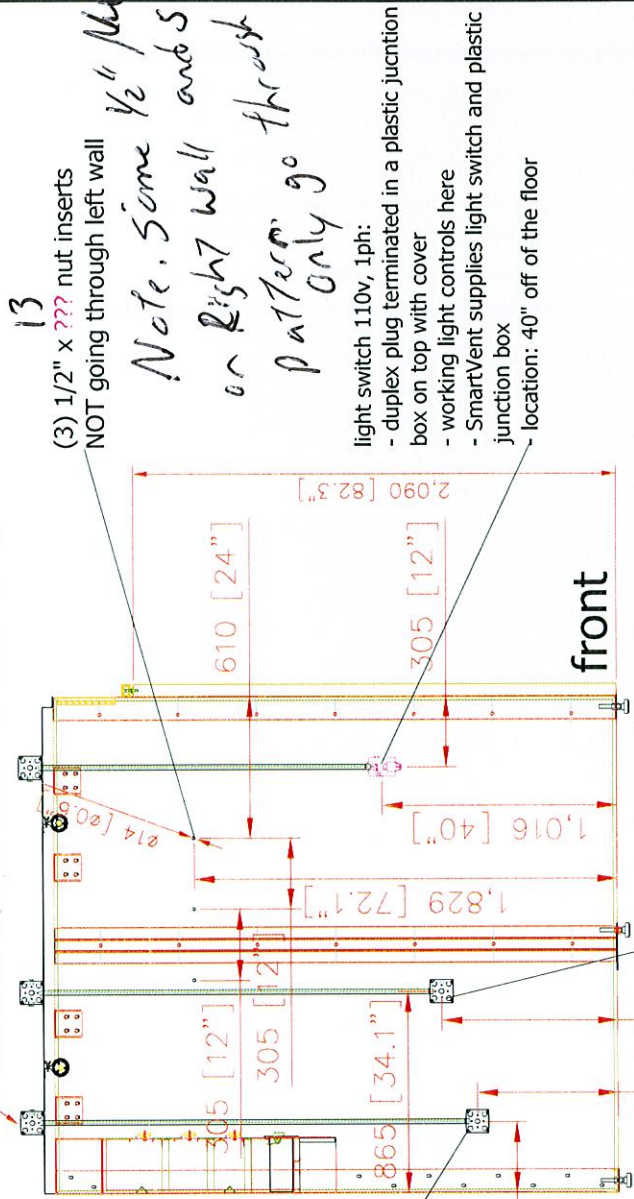 13
(3) 1/2" x ??? nut inserts
NOT going through left wall
Note. Some 1/2"
on Right wall and 5
pattern.
only go through
light switch 110v, 1ph:
- duplex plug terminated in a plastic jucntion
box on top with cover
- working light controls here
- SmartVent supplies light switch and plastic
junction box
- location: 40" off of the floor
610 [24"]
2,090 [82.3"]
305 [12"]
ø14 [ø0.6"]
1,016 [40"]
1,829 [72.1"]
305 [12"]
305 [12"]
865 [34.1"]
front